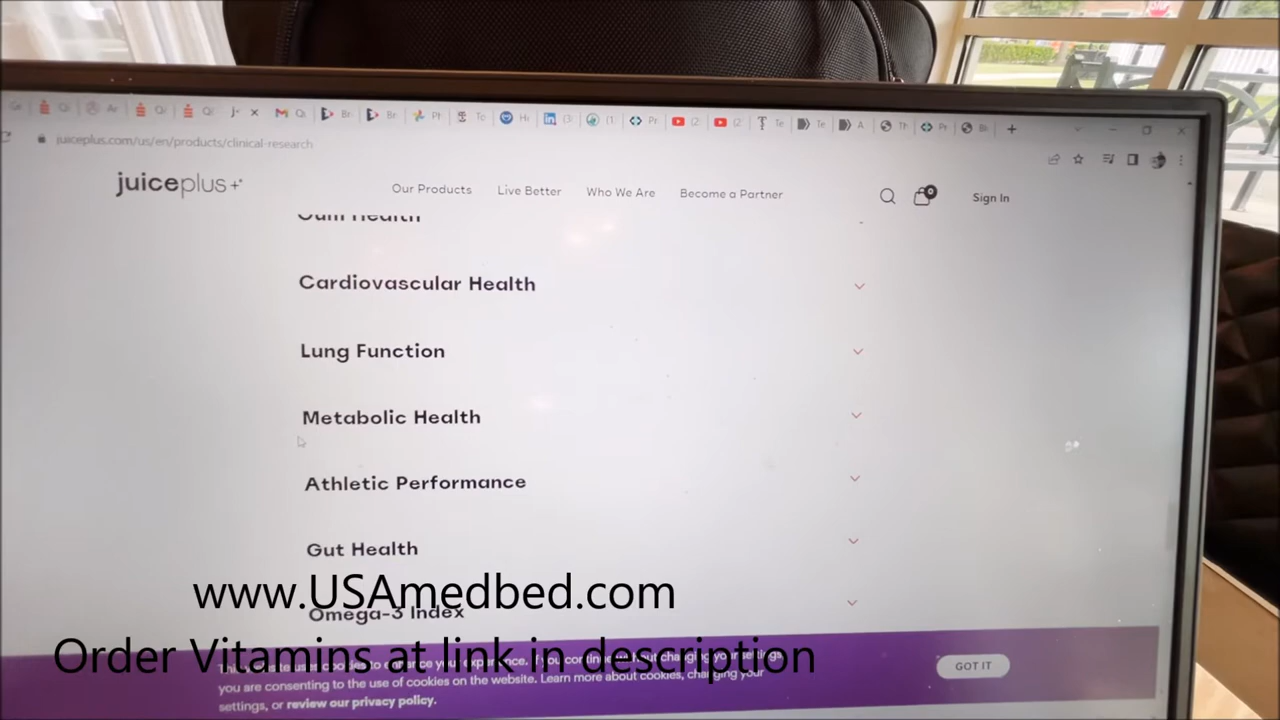 juiceplus.com/us/en/products/clinical-research
juiceplus+
Our Products Live Better Who We Are Become a Partner
0
Sign In
Gum Health
Cardiovascular Health
Lung Function
Metabolic Health
Athletic Performance
Gut Health
www.USAmedbed.com
Omega-3 Index
Order Vitamins at link in description
you are consenting to the use of cookies on the website. Learn more about cookies, changing your
settings, or review our privacy policy.
GOT IT